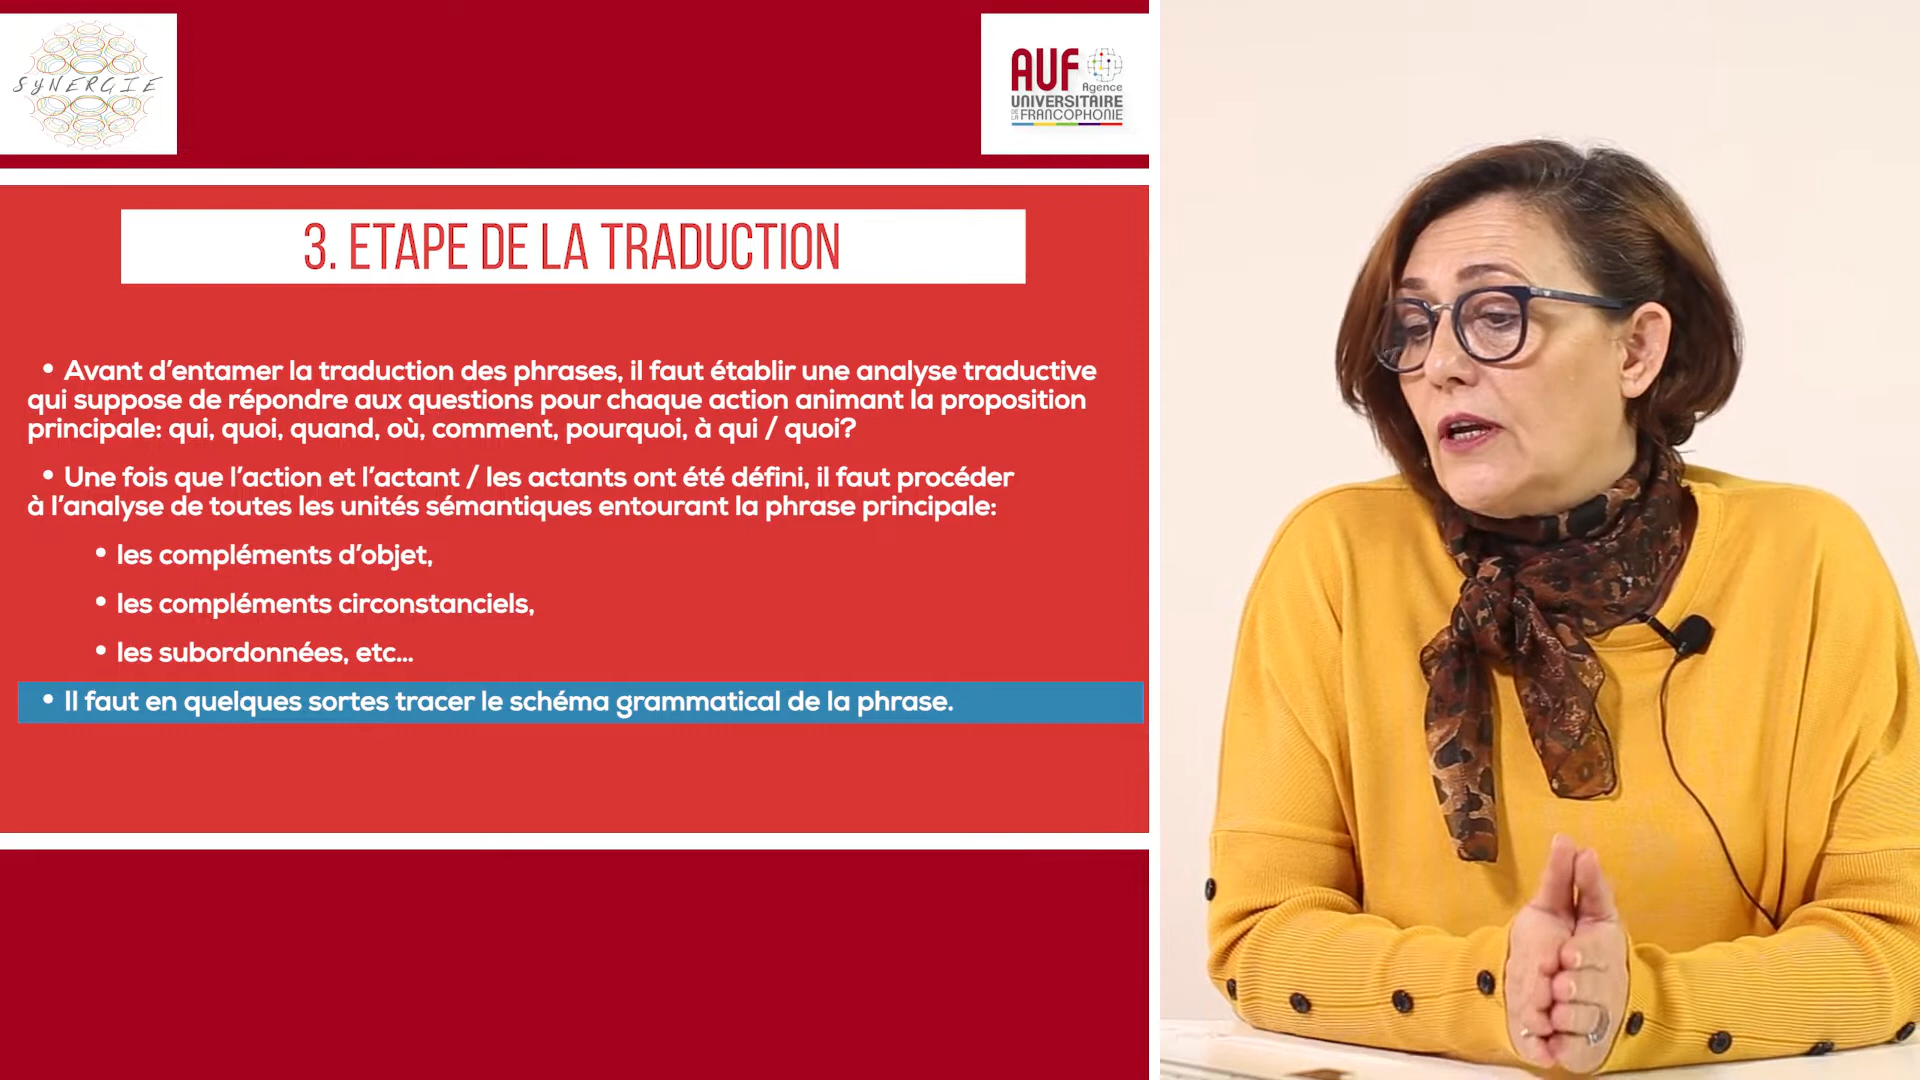 SYNERGIE
AUF
Agence
UNIVERSITAIRE
DE LA FRANCOPHONIE
3. ETAPE DE LA TRADUCTION
• Avant d’entamer la traduction des phrases, il faut établir une analyse traductive
qui suppose de répondre aux questions pour chaque action animant la proposition
principale: qui, quoi, quand, où, comment, pourquoi, à qui / quoi?
• Une fois que l’action et l’actant / les actants ont été défini, il faut procéder
à l’analyse de toutes les unités sémantiques entourant la phrase principale:
• les compléments d’objet,
• les compléments circonstanciels,
• les subordonnées, etc...
• Il faut en quelques sortes tracer le schéma grammatical de la phrase.